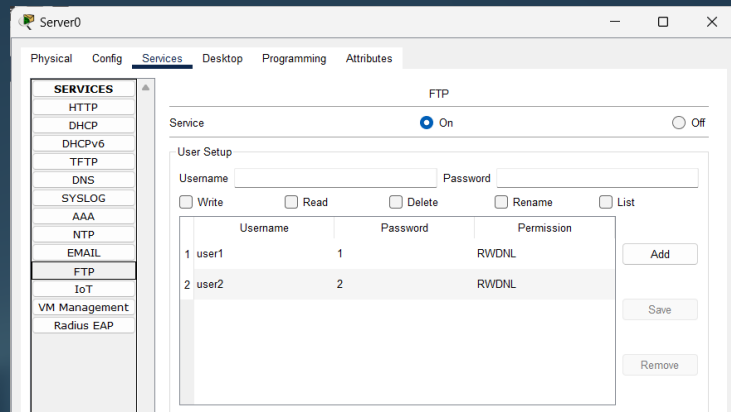 Server0
Physical Config Services Desktop Programming Attributes
SERVICES
HTTP
DHCP
DHCPv6
TFTP
DNS
SYSLOG
AAA
NTP
EMAIL
FTP
IoT
VM Management
Radius EAP
FTP
Service On Off
User Setup
Username Password
Write Read Delete Rename List
Username Password Permission
1 user1 1 RWDNL
2 user2 2 RWDNL
Add
Save
Remove